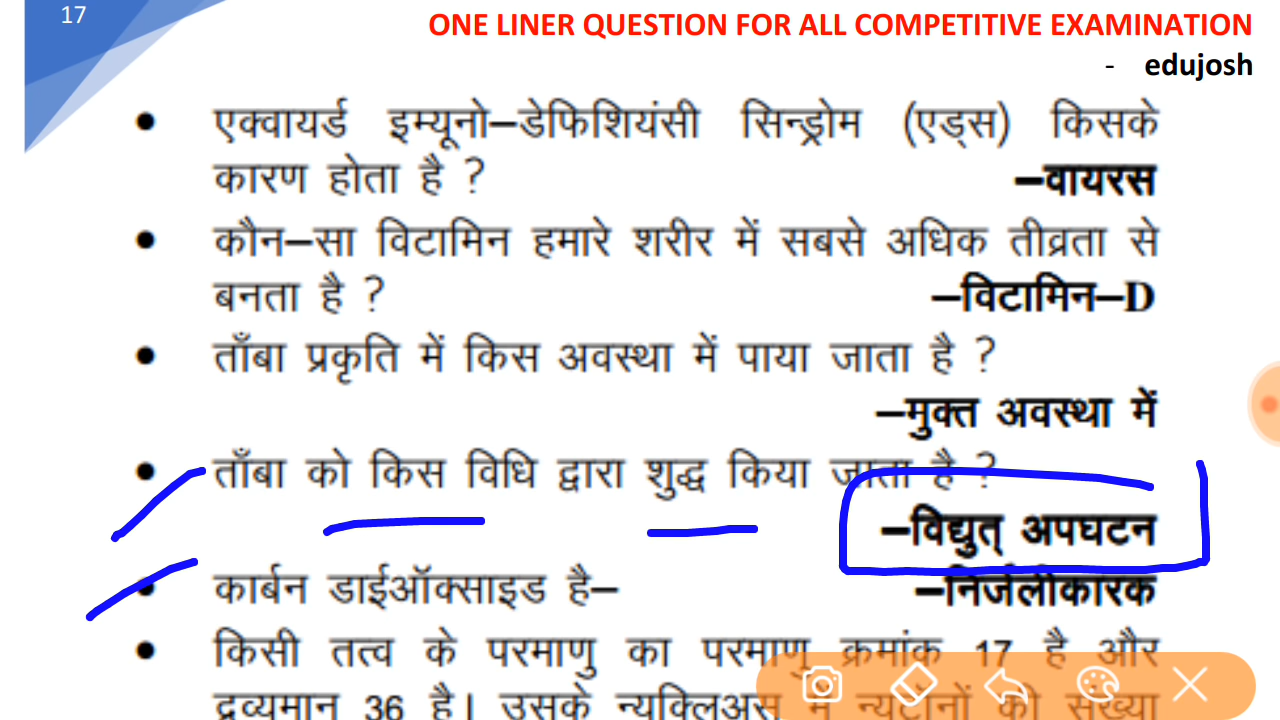 17
ONE LINER QUESTION FOR ALL COMPETITIVE EXAMINATION
- edujosh
• एक्वायर्ड इम्यूनो–डेफिशियंसी सिन्ड्रोम (एड्स) किसके
कारण होता है ? –वायरस
• कौन–सा विटामिन हमारे शरीर में सबसे अधिक तीव्रता से
बनता है ? –विटामिन–D
• ताँबा प्रकृति में किस अवस्था में पाया जाता है ?
–मुक्त अवस्था में
• ताँबा को किस विधि द्वारा शुद्ध किया जाता है ?
–विद्युत् अपघटन
• कार्बन डाईऑक्साइड है– –निर्जलीकारक
• किसी तत्व के परमाणु का परमाणु क्रमांक 17 है और
द्रव्यमान 36 है। उसके न्यूक्लिअस में न्यूट्रोनों की संख्या